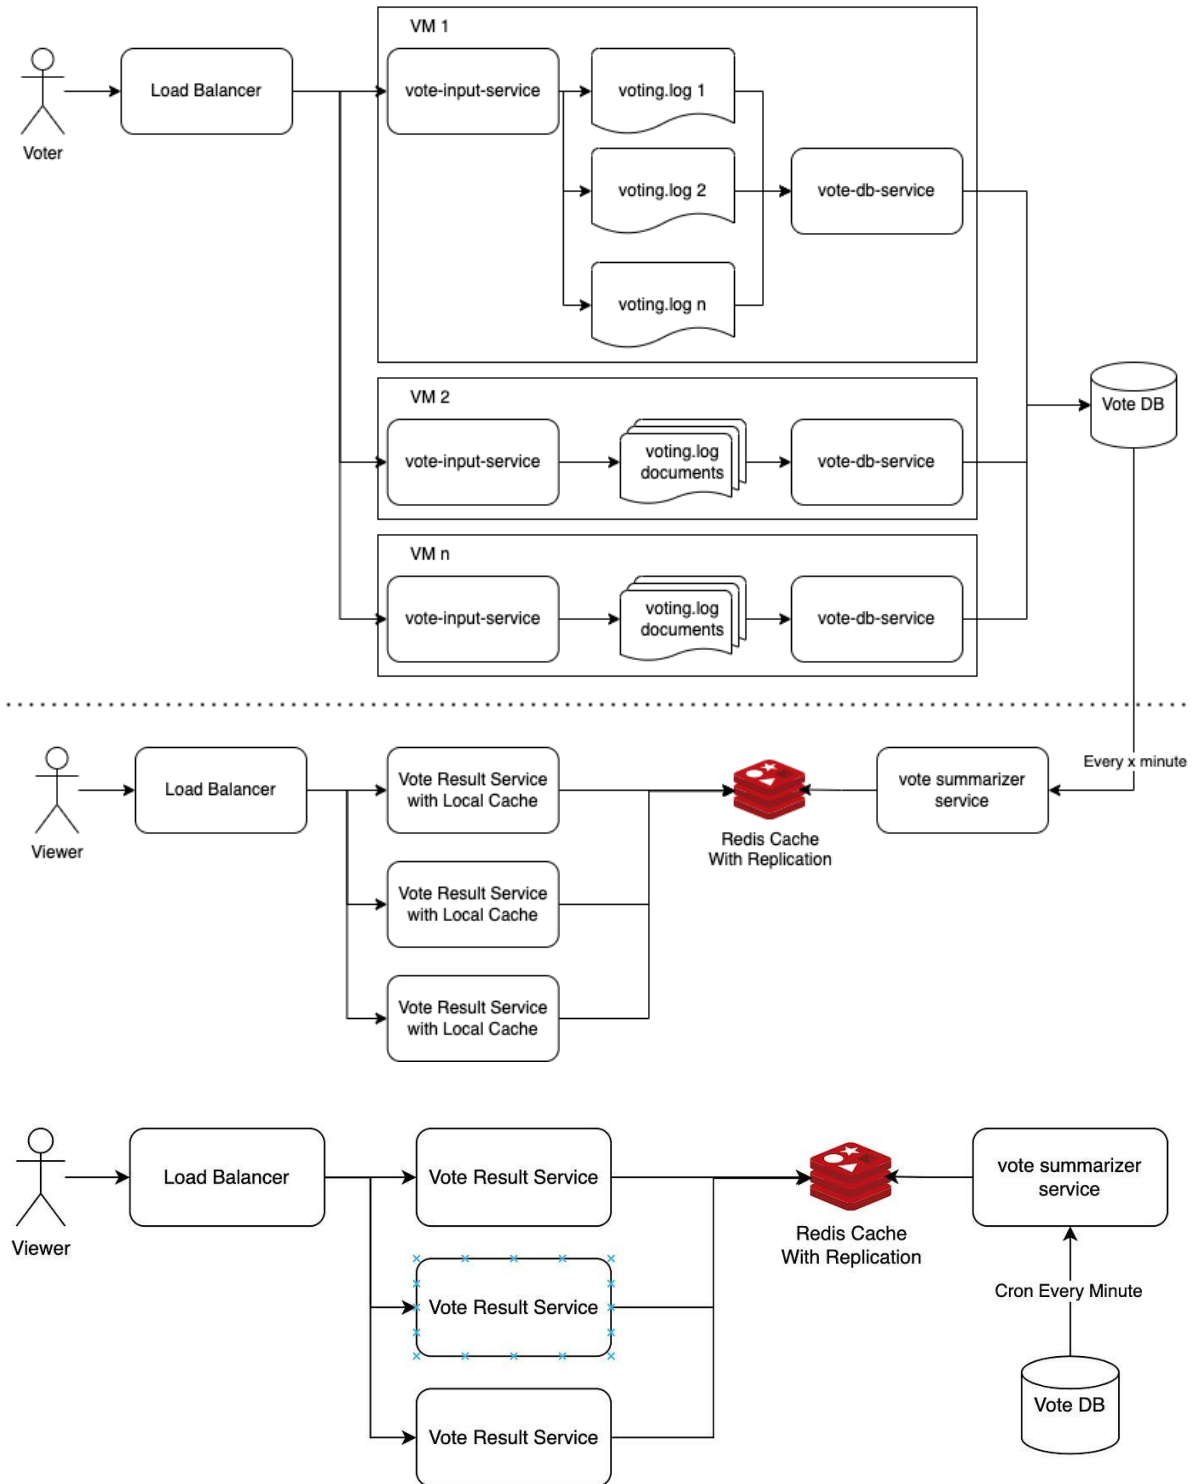 VM 1
Voter
Load Balancer
vote-input-service
voting.log 1
voting.log 2
voting.log n
vote-db-service
VM 2
vote-input-service
voting.log
documents
vote-db-service
Vote DB
VM n
vote-input-service
voting.log
documents
vote-db-service
Every x minute
Viewer
Load Balancer
Vote Result Service
with Local Cache
Vote Result Service
with Local Cache
Vote Result Service
with Local Cache
Redis Cache
With Replication
vote summarizer
service
Viewer
Load Balancer
Vote Result Service
Vote Result Service
Vote Result Service
Redis Cache
With Replication
vote summarizer
service
Cron Every Minute
Vote DB